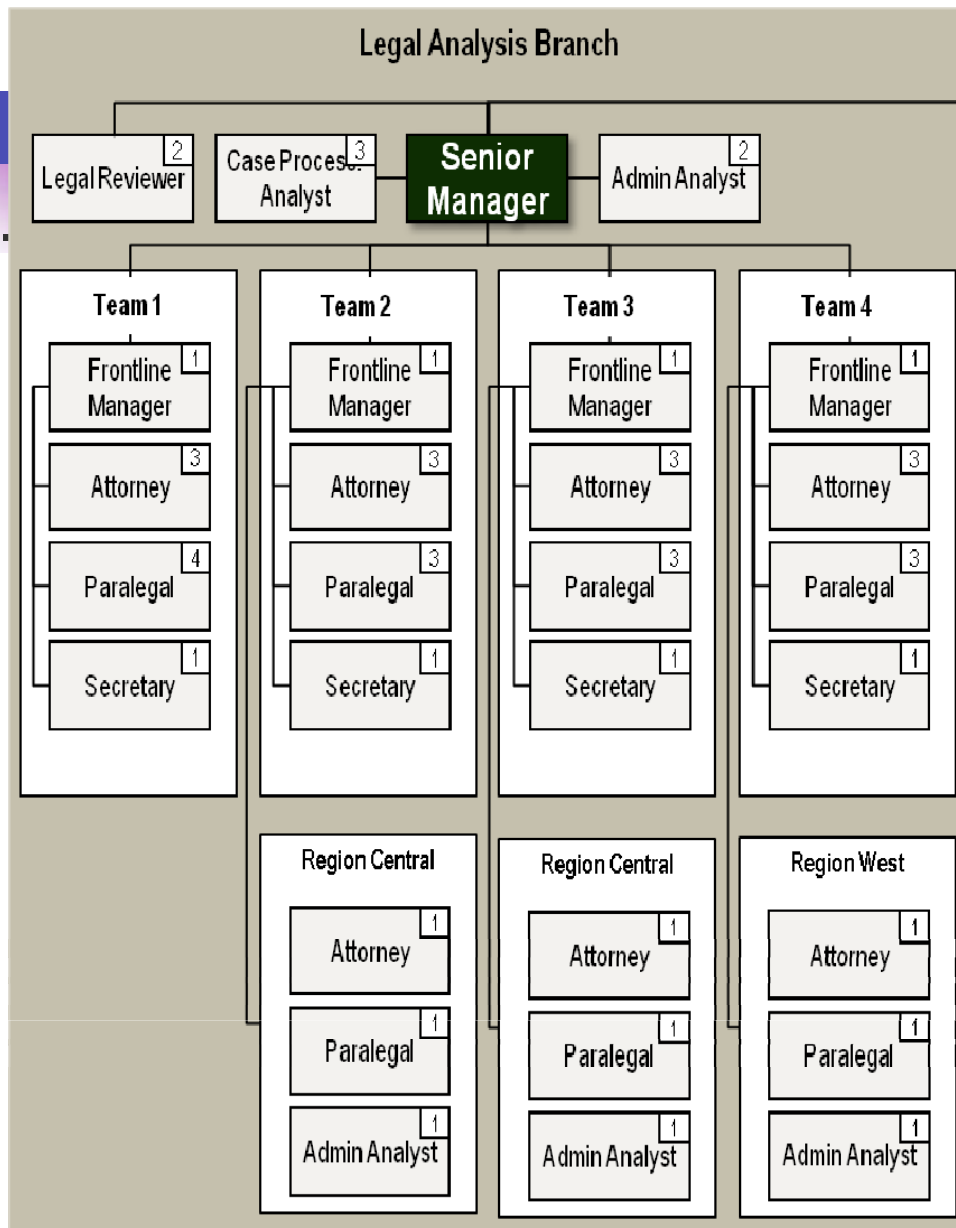 Legal Analysis Branch
2
Legal Reviewer
3
Case Process
Analyst
Senior
Manager
2
Admin Analyst
Team 1
1
Frontline
Manager
3
Attorney
4
Paralegal
1
Secretary
Team 2
1
Frontline
Manager
3
Attorney
3
Paralegal
1
Secretary
Team 3
1
Frontline
Manager
3
Attorney
3
Paralegal
1
Secretary
Team 4
1
Frontline
Manager
3
Attorney
3
Paralegal
1
Secretary
Region Central
1
Attorney
1
Paralegal
1
Admin Analyst
Region Central
1
Attorney
1
Paralegal
1
Admin Analyst
Region West
1
Attorney
1
Paralegal
1
Admin Analyst